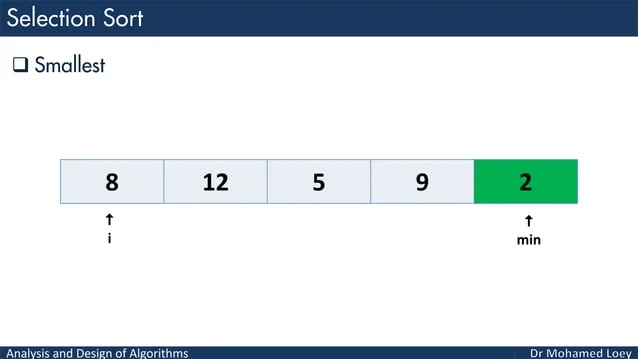 Selection Sort
❑ Smallest
8 12 5 9 2
↑ ↑
i min
Analysis and Design of Algorithms Dr Mohamed Loey